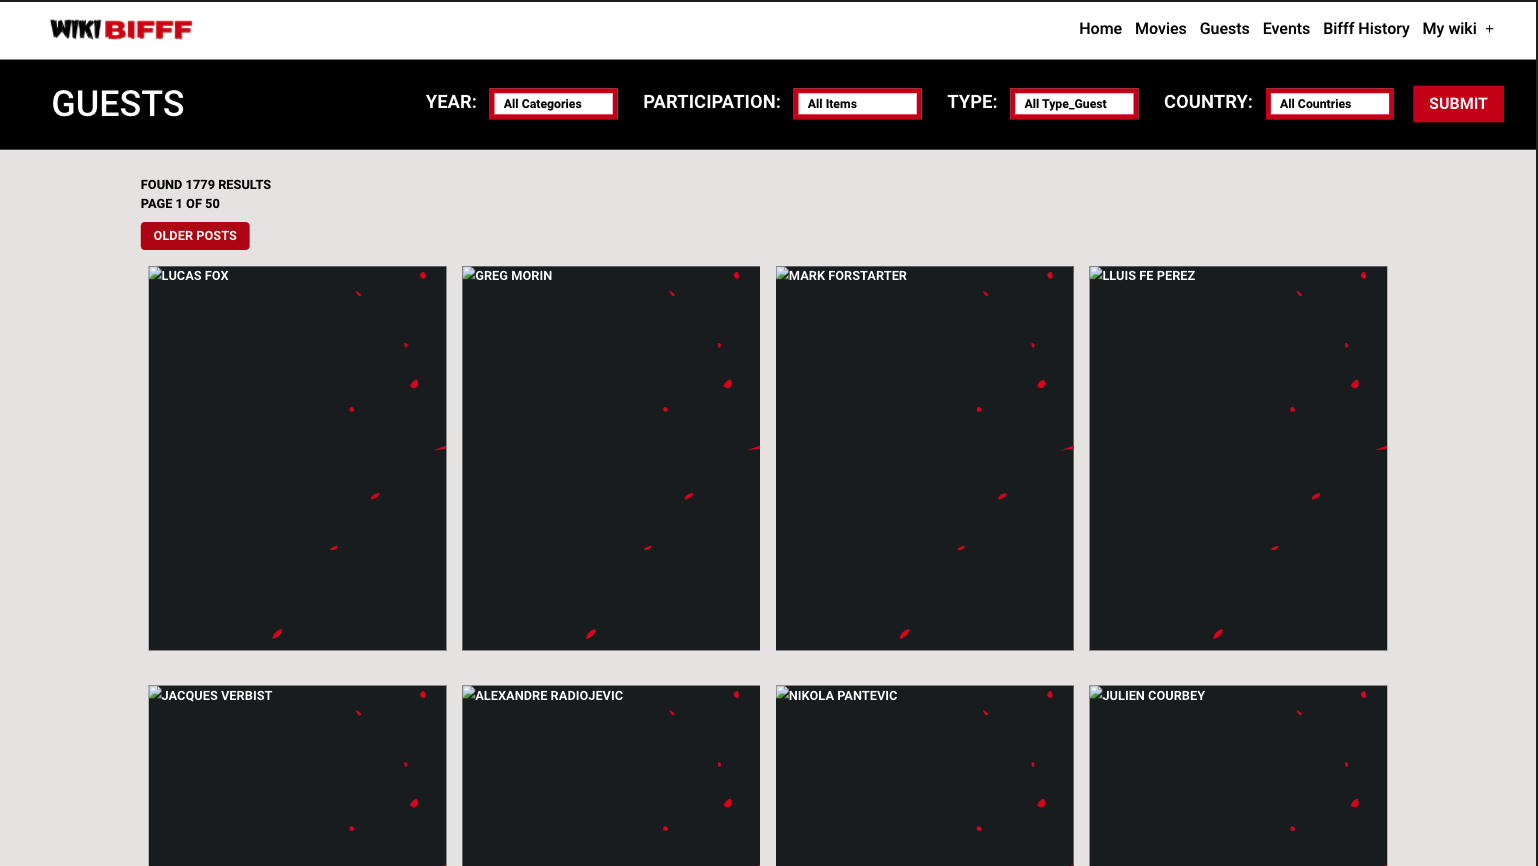 WIKI BIFFF
Home Movies Guests Events Bifff History My wiki +
GUESTS
YEAR: All Categories PARTICIPATION: All Items TYPE: All Type_Guest COUNTRY: All Countries SUBMIT
FOUND 1779 RESULTS
PAGE 1 OF 50
OLDER POSTS
LUCAS FOX GREG MORIN MARK FORSTARTER LLUIS FE PEREZ
JACQUES VERBIST ALEXANDRE RADIOJEVIC NIKOLA PANTEVIC JULIEN COURBEY